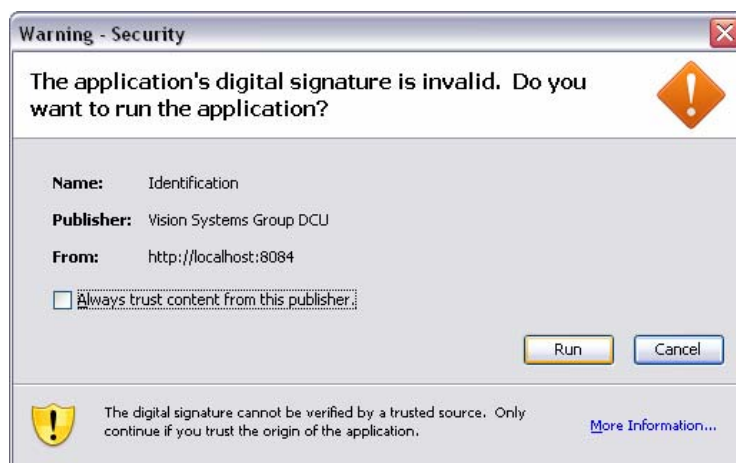 Warning - Security
The application's digital signature is invalid. Do you
want to run the application?
Name: Identification
Publisher: Vision Systems Group DCU
From: http://localhost:8084
Always trust content from this publisher.
Run Cancel
The digital signature cannot be verified by a trusted source. Only
continue if you trust the origin of the application.
More Information...